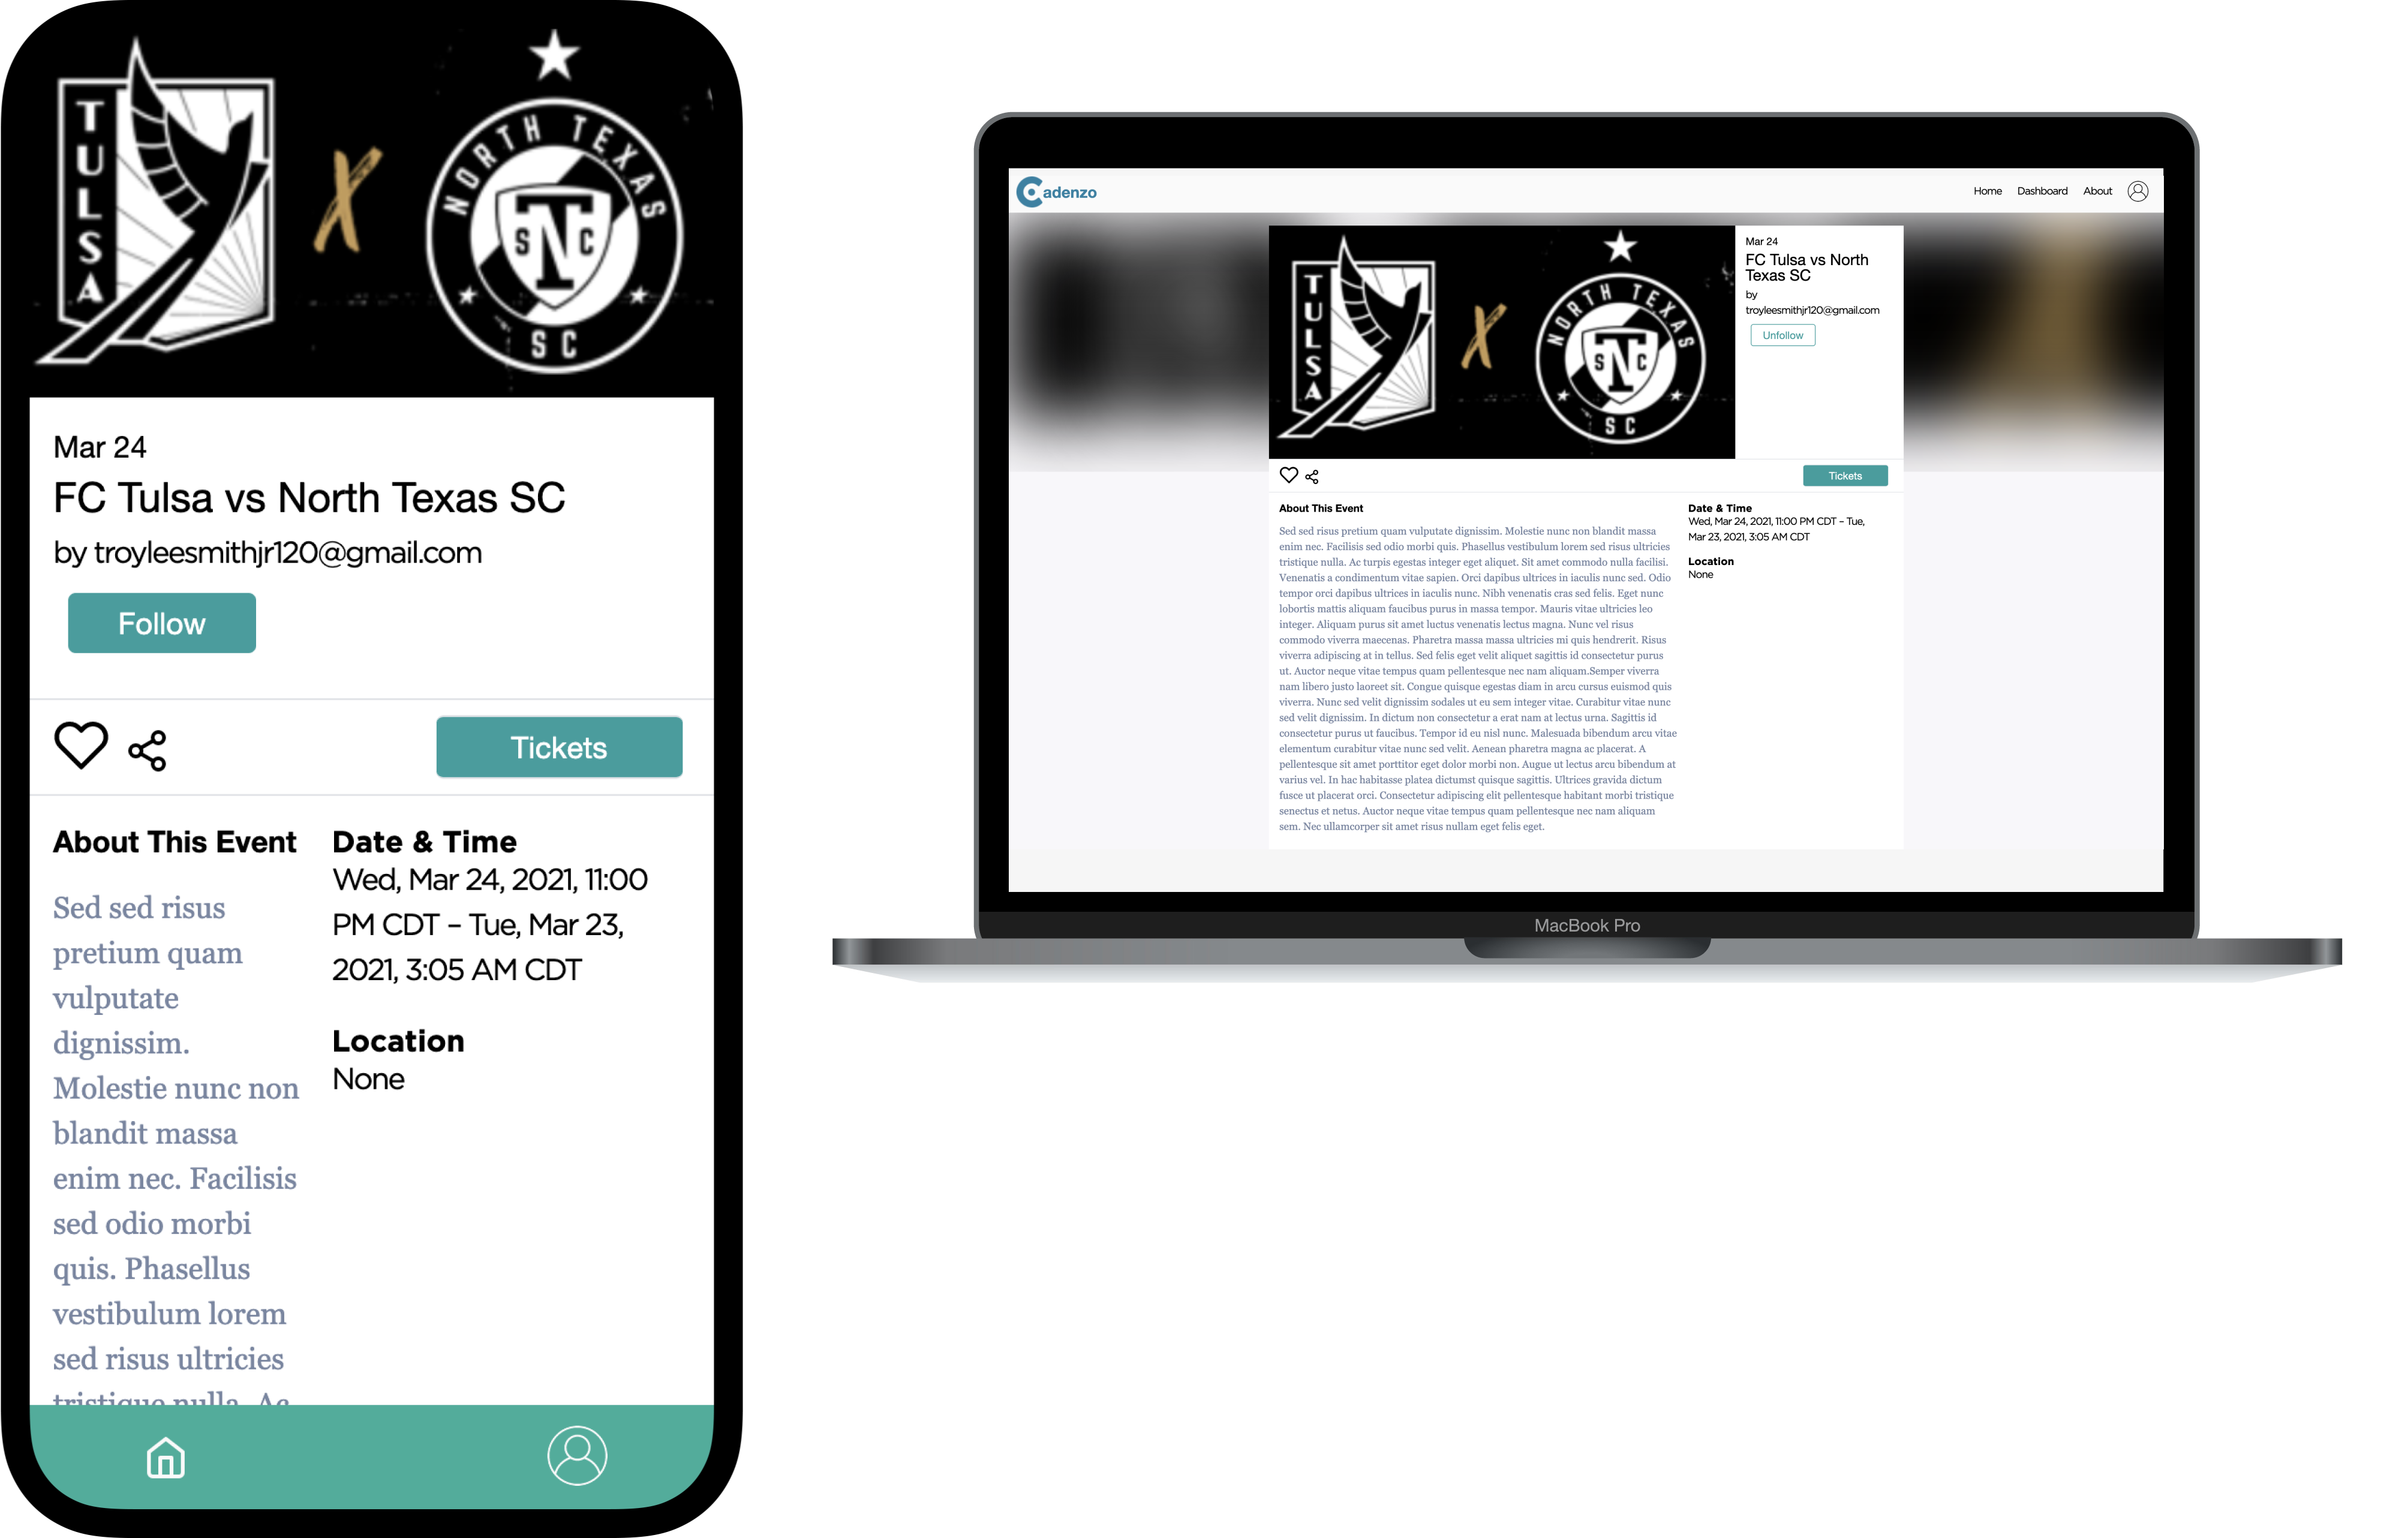 TULSA
X
NORTH TEXAS
SNC
SC
Mar 24
FC Tulsa vs North Texas SC
by troyleesmithjr120@gmail.com
Follow
Tickets
About This Event
Sed sed risus
pretium quam
vulputate
dignissim.
Molestie nunc non
blandit massa
enim nec. Facilisis
sed odio morbi
quis. Phasellus
vestibulum lorem
sed risus ultricies
tristique nulla. Ac
Date & Time
Wed, Mar 24, 2021, 11:00
PM CDT – Tue, Mar 23,
2021, 3:05 AM CDT
Location
None
Cadenzo
Home Dashboard About
TULSA
X
NORTH TEXAS
SNC
SC
Mar 24
FC Tulsa vs North
Texas SC
by
troyleesmithjr120@gmail.com
Unfollow
Tickets
About This Event
Sed sed risus pretium quam vulputate dignissim. Molestie nunc non blandit massa
enim nec. Facilisis sed odio morbi quis. Phasellus vestibulum lorem sed risus ultricies
tristique nulla. Ac turpis egestas integer eget aliquet. Sit amet commodo nulla facilisi.
Venenatis a condimentum vitae sapien. Orci dapibus ultrices in iaculis nunc sed. Odio
tempor orci dapibus ultrices in iaculis nunc. Nibh venenatis cras sed felis. Eget nunc
lobortis mattis aliquam faucibus purus in massa tempor. Mauris vitae ultricies leo
integer. Aliquam purus sit amet luctus venenatis lectus magna. Nunc vel risus
commodo viverra maecenas. Pharetra massa massa ultricies mi quis hendrerit. Risus
viverra adipiscing at in tellus. Sed felis eget velit aliquet sagittis id consectetur purus
ut. Auctor neque vitae tempus quam pellentesque nec nam aliquam.Semper viverra
nam libero justo laoreet sit. Congue quisque egestas diam in arcu cursus euismod quis
viverra. Nunc sed velit dignissim sodales ut eu sem integer vitae. Curabitur vitae nunc
sed velit dignissim. In dictum non consectetur a erat nam at lectus urna. Sagittis id
consectetur purus ut faucibus. Tempor id eu nisl nunc. Malesuada bibendum arcu vitae
elementum curabitur vitae nunc sed velit. Aenean pharetra magna ac placerat. A
pellentesque sit amet porttitor eget dolor morbi non. Augue ut lectus arcu bibendum at
varius vel. In hac habitasse platea dictumst quisque sagittis. Ultrices gravida dictum
fusce ut placerat orci. Consectetur adipiscing elit pellentesque habitant morbi tristique
senectus et netus. Auctor neque vitae tempus quam pellentesque nec nam aliquam
sem. Nec ullamcorper sit amet risus nullam eget felis eget.
Date & Time
Wed, Mar 24, 2021, 11:00 PM CDT – Tue,
Mar 23, 2021, 3:05 AM CDT
Location
None
MacBook Pro